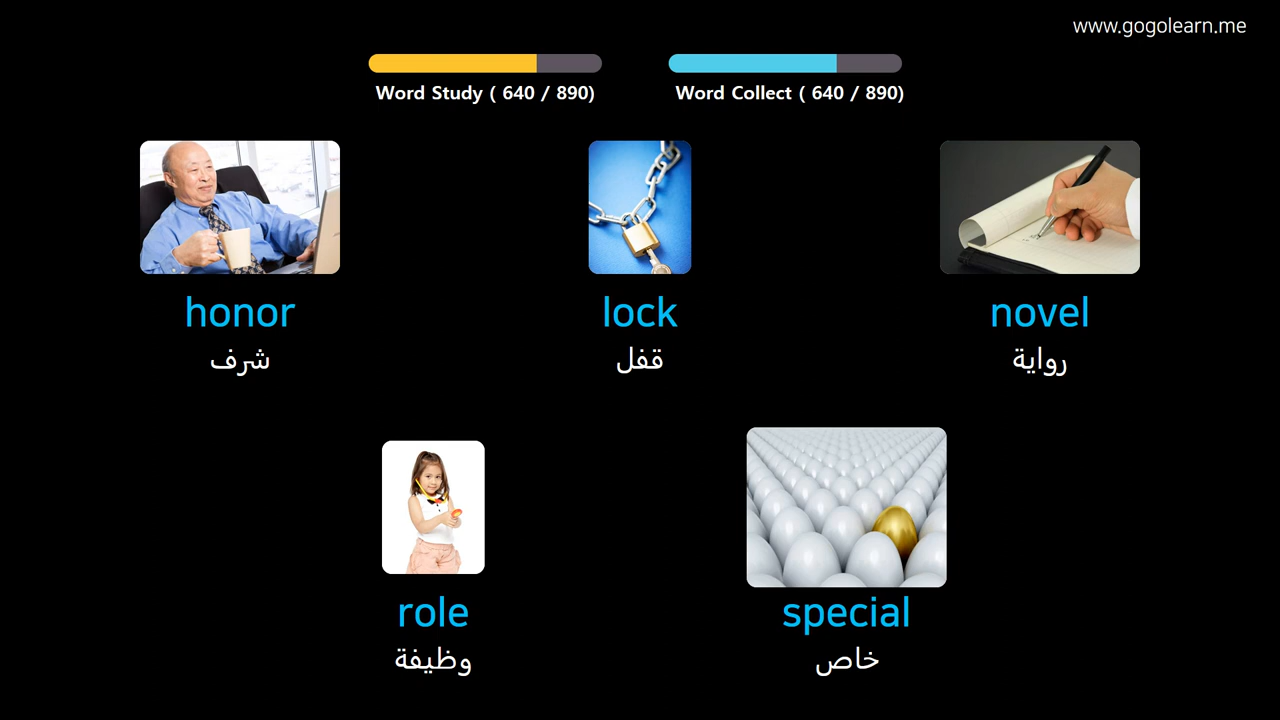 www.gogolearn.me
Word Study ( 640 / 890)
Word Collect ( 640 / 890)
honor
شرف
lock
قفل
novel
رواية
role
وظيفة
special
خاص